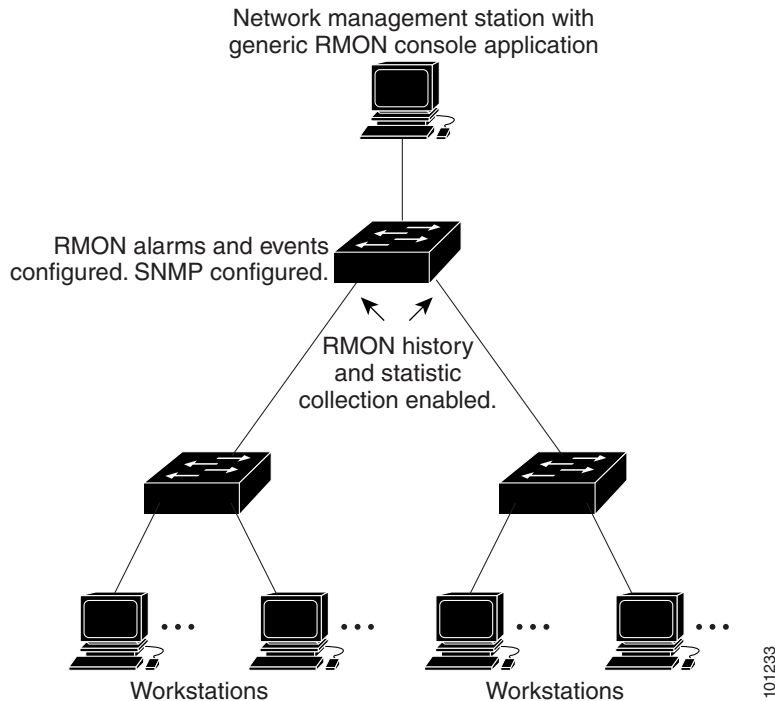 Network management station with
generic RMON console application
RMON alarms and events
configured. SNMP configured.
RMON history
and statistic
collection enabled.
• • •
• • •
• • •
• • •
Workstations
Workstations
101233